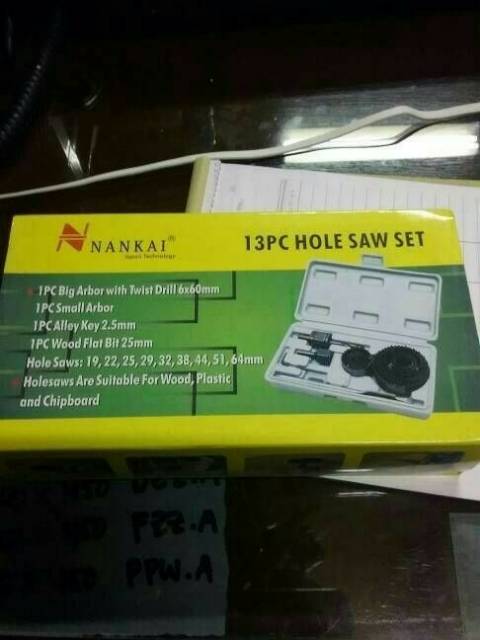 NANKAI®
Japan Technology
13PC HOLE SAW SET
1PC Big Arbor with Twist Drill 6x60mm
1PC Small Arbor
1PC Alley Key 2.5mm
1PC Wood Flat Bit 25mm
Hole Saws: 19, 22, 25, 29, 32, 38, 44, 51, 64mm
Holesaws Are Suitable For Wood, Plastic
and Chipboard
FZZ.A
PPW.A